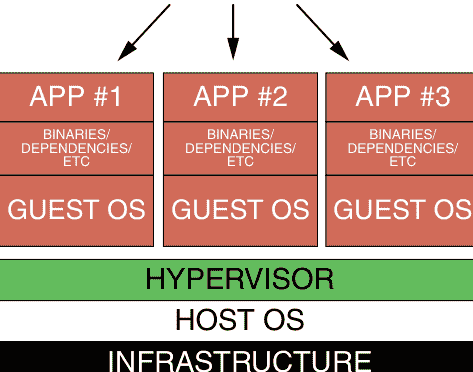 APP #1
BINARIES/
DEPENDENCIES/
ETC
GUEST OS
APP #2
BINARIES/
DEPENDENCIES/
ETC
GUEST OS
APP #3
BINARIES/
DEPENDENCIES/
ETC
GUEST OS
HYPERVISOR
HOST OS
INFRASTRUCTURE